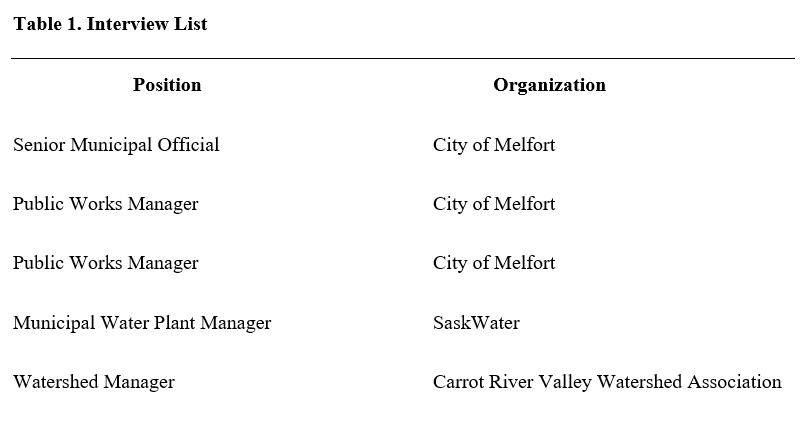 Table 1. Interview List
Position Organization
Senior Municipal Official City of Melfort
Public Works Manager City of Melfort
Public Works Manager City of Melfort
Municipal Water Plant Manager SaskWater
Watershed Manager Carrot River Valley Watershed Association